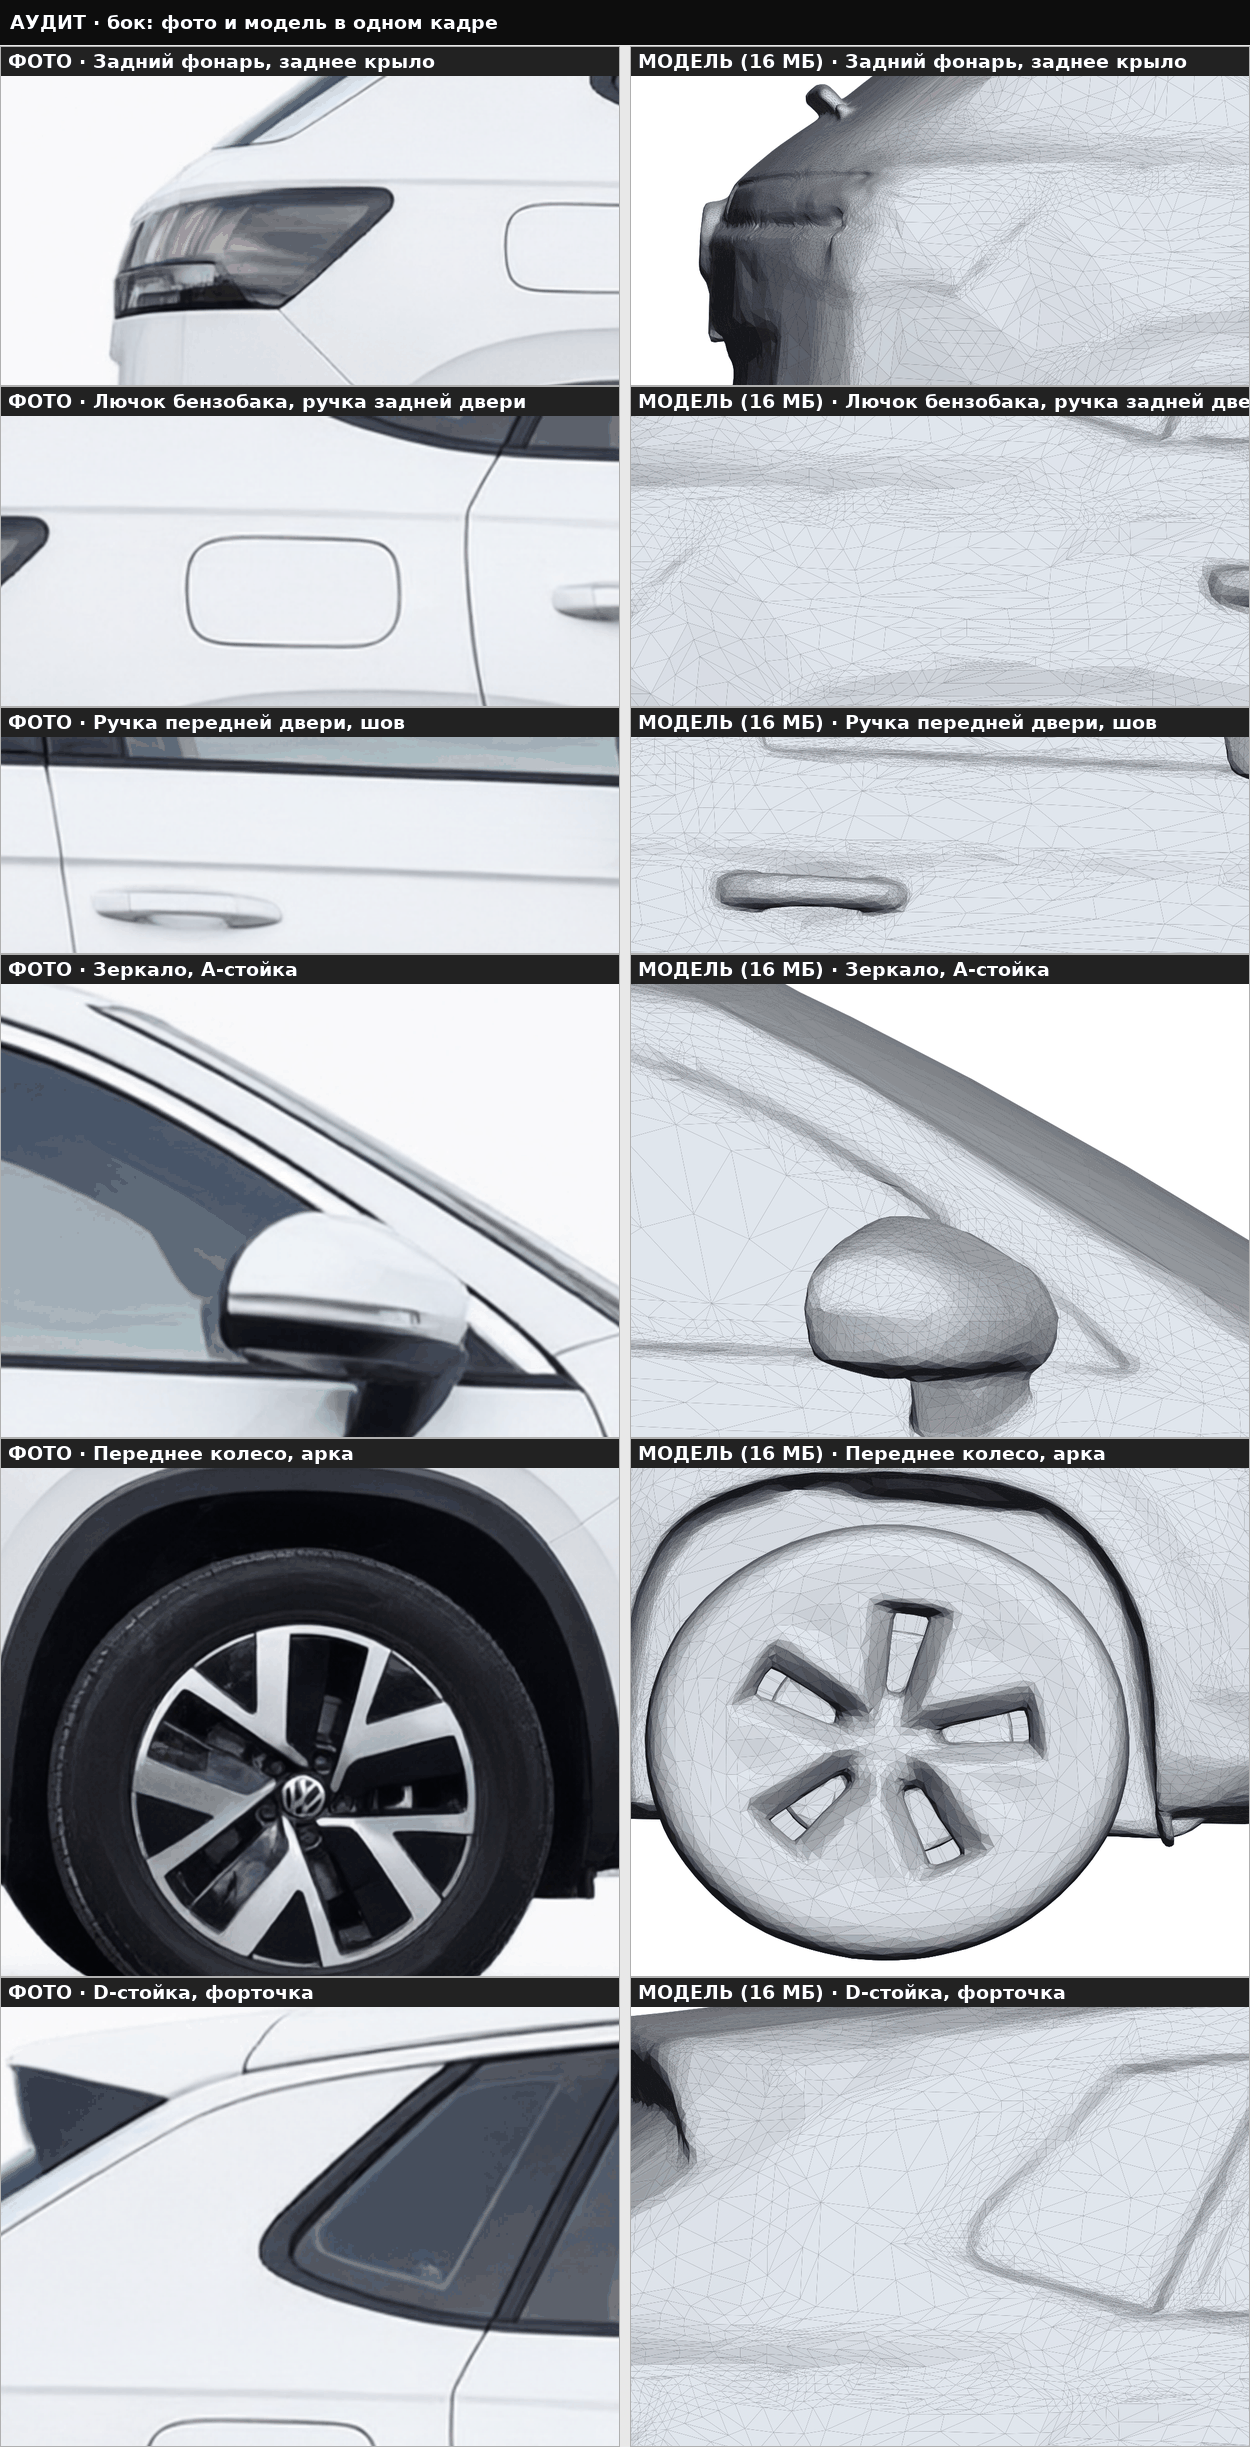 АУДИТ · бок: фото и модель в одном кадре
ФОТО · Задний фонарь, заднее крыло
МОДЕЛЬ (16 МБ) · Задний фонарь, заднее крыло
ФОТО · Лючок бензобака, ручка задней двери
МОДЕЛЬ (16 МБ) · Лючок бензобака, ручка задней две
ФОТО · Ручка передней двери, шов
МОДЕЛЬ (16 МБ) · Ручка передней двери, шов
ФОТО · Зеркало, А-стойка
МОДЕЛЬ (16 МБ) · Зеркало, А-стойка
ФОТО · Переднее колесо, арка
МОДЕЛЬ (16 МБ) · Переднее колесо, арка
ФОТО · D-стойка, форточка
МОДЕЛЬ (16 МБ) · D-стойка, форточка